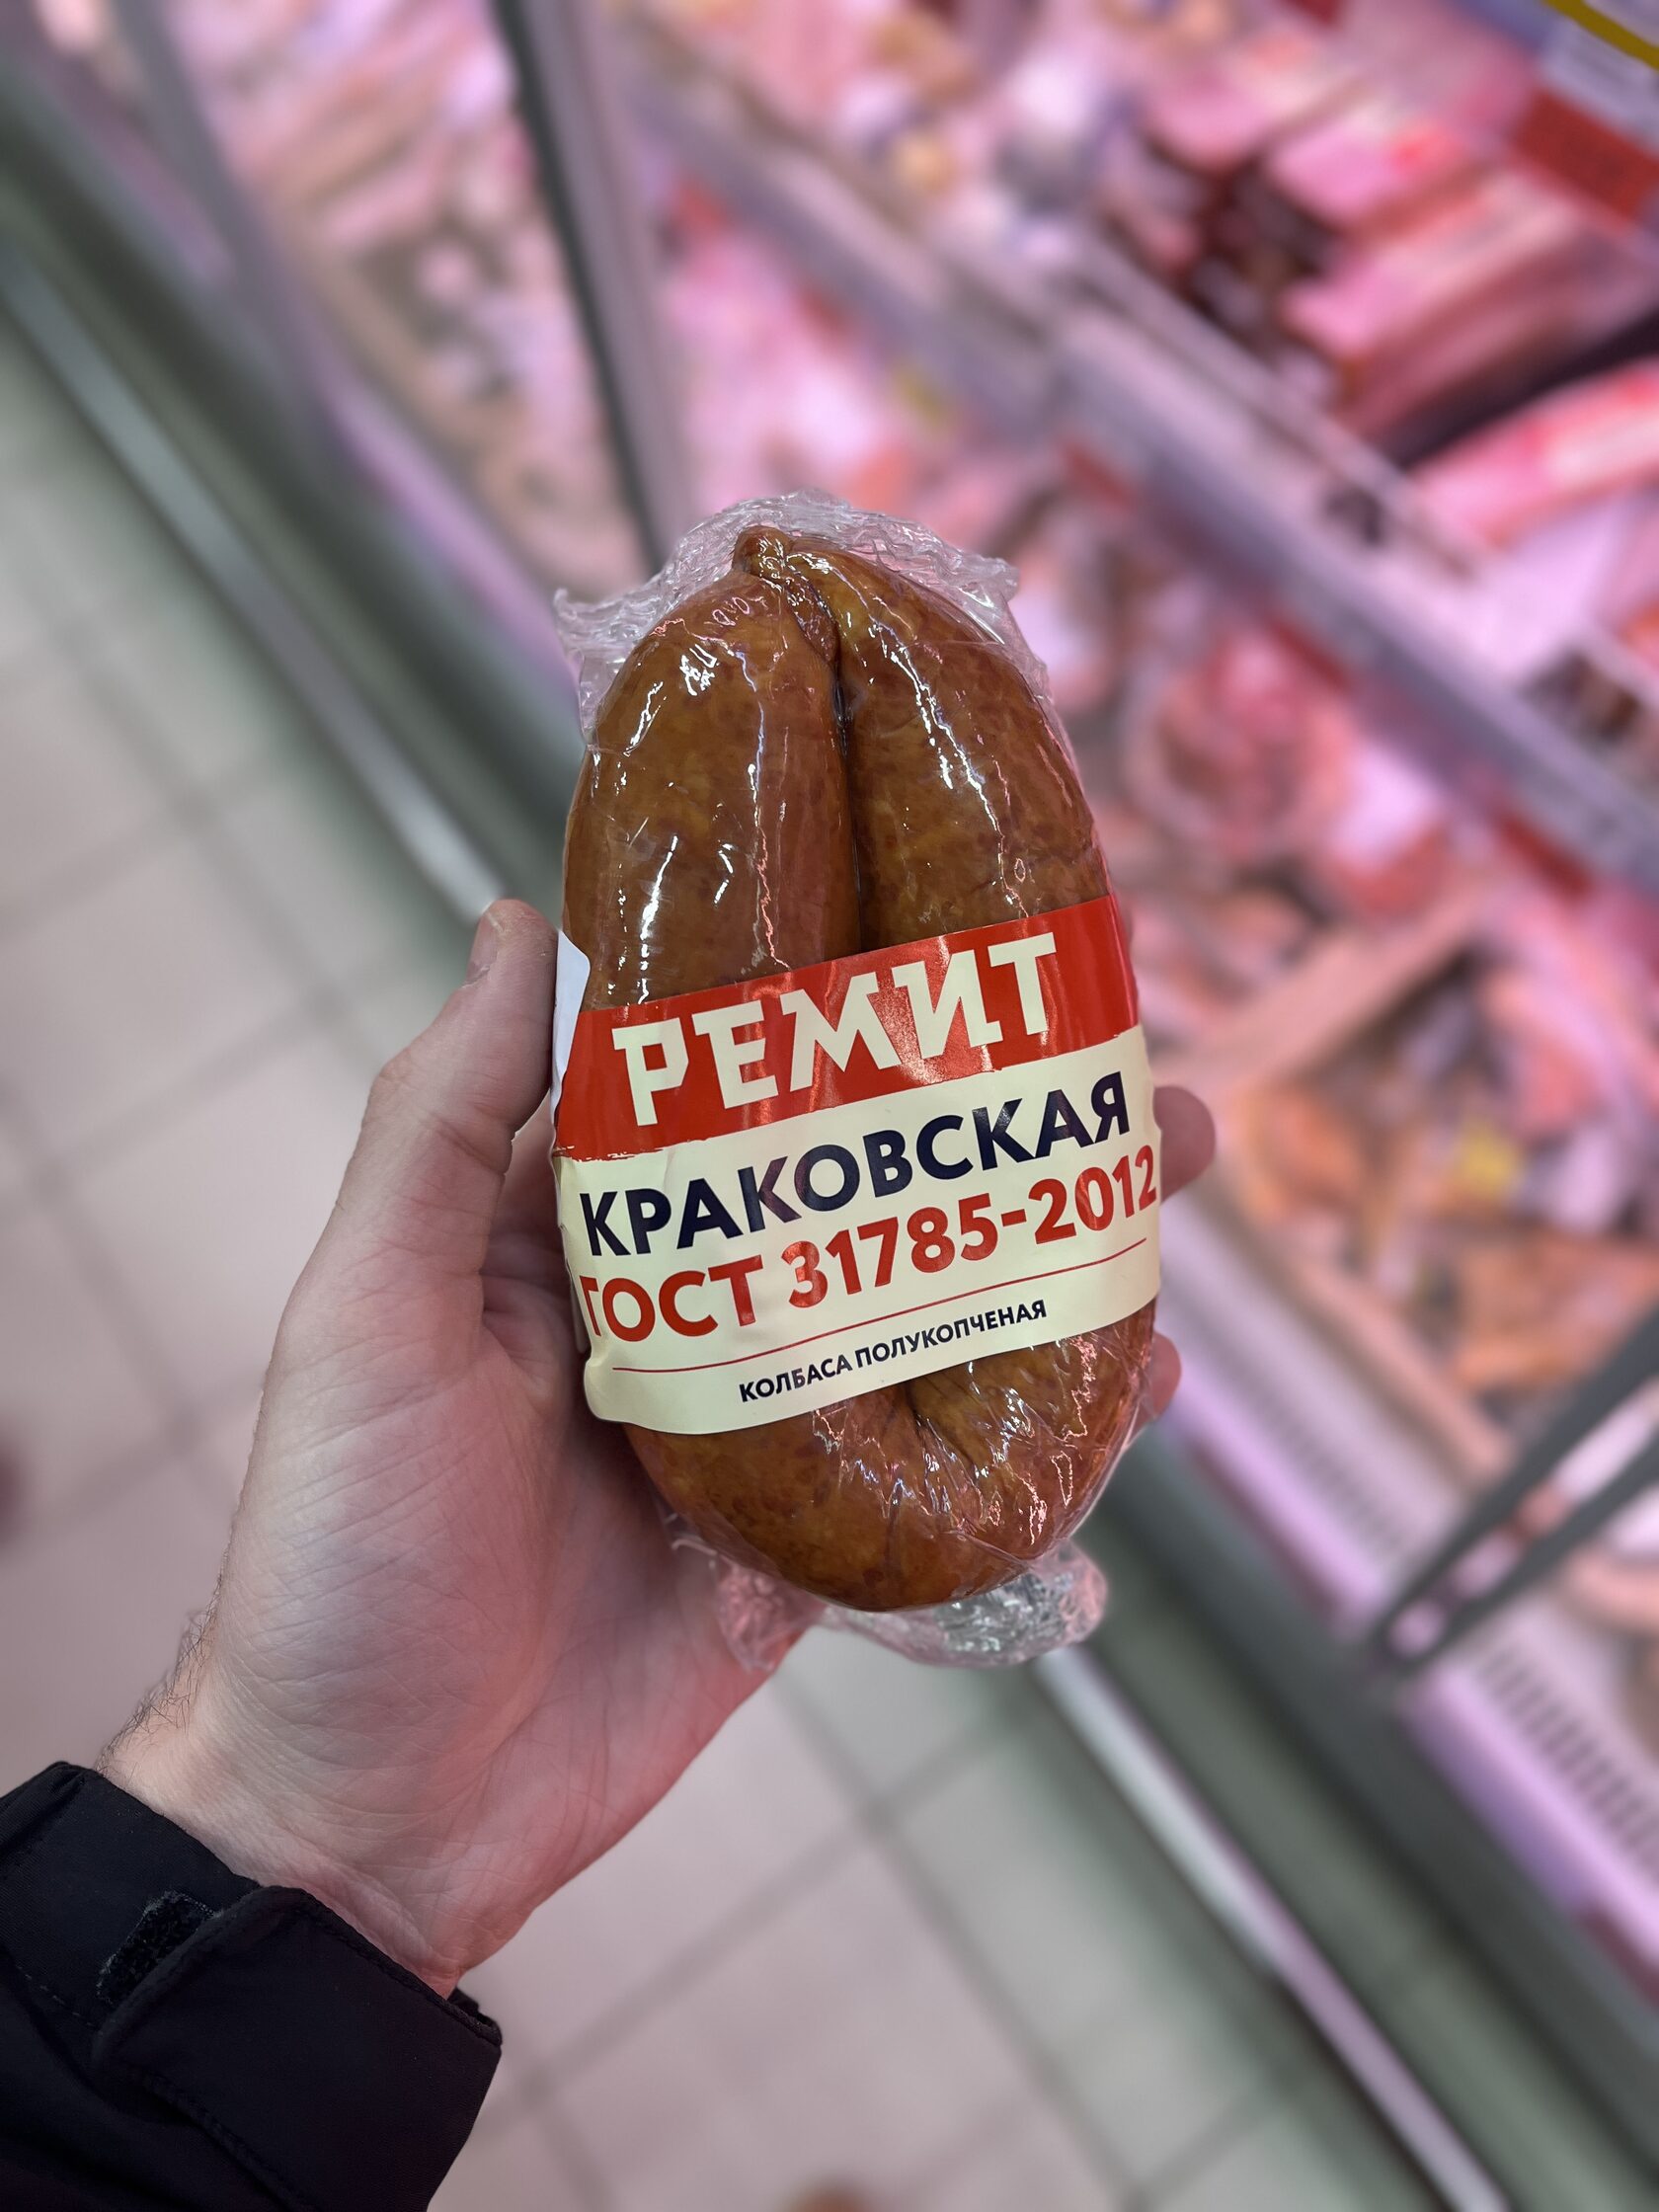 РЕМИТ
КРАКОВСКАЯ
ГОСТ 31785-2012
КОЛБАСА ПОЛУКОПЧЕНАЯ